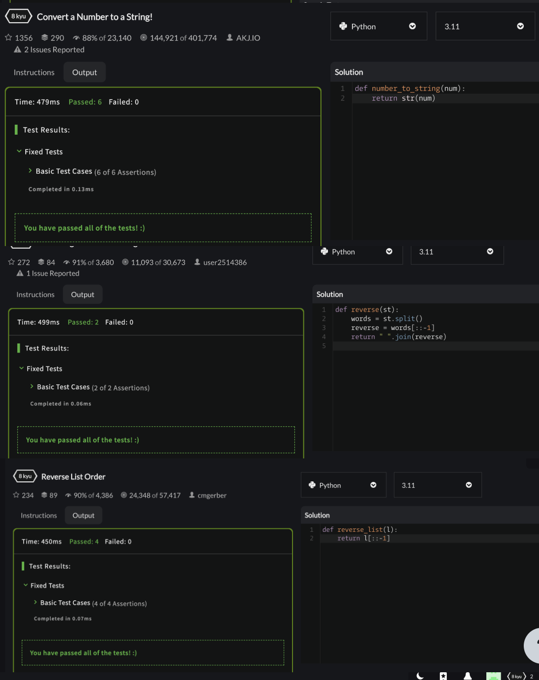 8 kyu Convert a Number to a String!
1356 290 88% of 23,140 144,921 of 401,774 AKJ.IO
2 Issues Reported
Python 3.11
Instructions Output
Time: 479ms Passed: 6 Failed: 0
Test Results:
Fixed Tests
Basic Test Cases (6 of 6 Assertions)
Completed in 0.13ms
You have passed all of the tests! :)
Solution
1 def number_to_string(num):
2 return str(num)
272 84 91% of 3,680 11,093 of 30,673 user2514386
1 Issue Reported
Python 3.11
Instructions Output
Time: 499ms Passed: 2 Failed: 0
Test Results:
Fixed Tests
Basic Test Cases (2 of 2 Assertions)
Completed in 0.06ms
You have passed all of the tests! :)
Solution
1 def reverse(st):
2 words = st.split()
3 reverse = words[::-1]
4 return " ".join(reverse)
5
8 kyu Reverse List Order
234 89 90% of 4,386 24,348 of 57,417 cmgerber
Python 3.11
Instructions Output
Time: 450ms Passed: 4 Failed: 0
Test Results:
Fixed Tests
Basic Test Cases (4 of 4 Assertions)
Completed in 0.07ms
You have passed all of the tests! :)
Solution
1 def reverse_list(l):
2 return l[::-1]
8 kyu 2